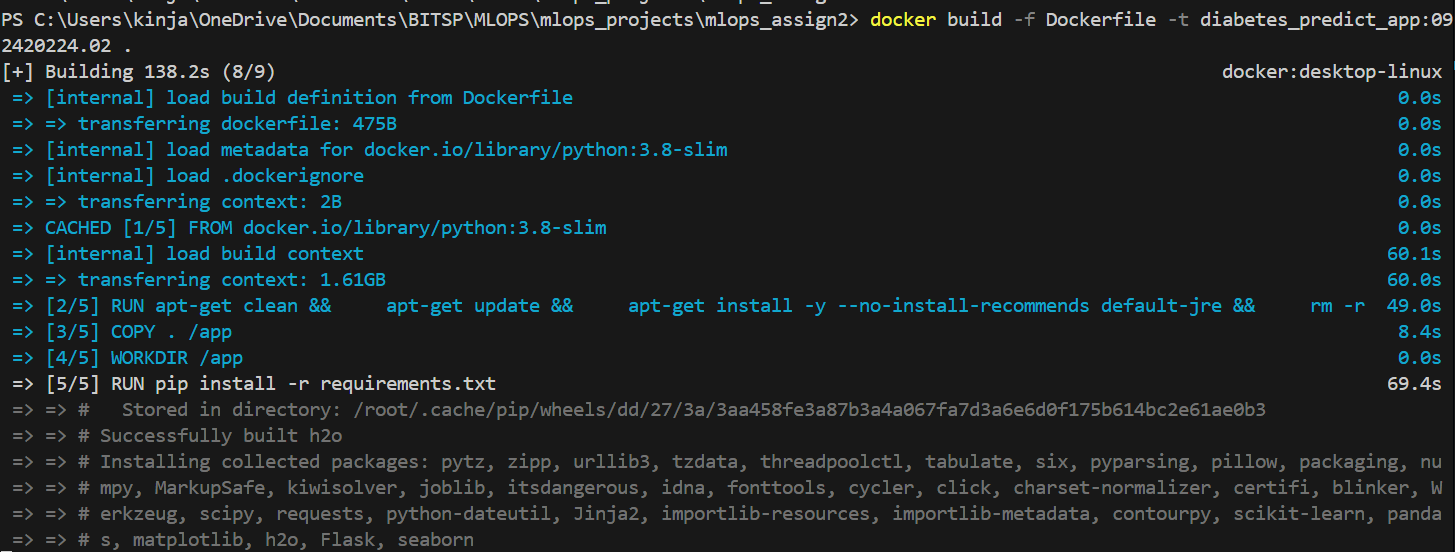 PS C:\Users\kinja\OneDrive\Documents\BITSP\MLOPS\mlops_projects\mlops_assign2> docker build -f Dockerfile -t diabetes_predict_app:09
2420224.02 .
[+] Building 138.2s (8/9) docker:desktop-linux
=> [internal] load build definition from Dockerfile 0.0s
=> => transferring dockerfile: 475B 0.0s
=> [internal] load metadata for docker.io/library/python:3.8-slim 0.0s
=> [internal] load .dockerignore 0.0s
=> => transferring context: 2B 0.0s
=> CACHED [1/5] FROM docker.io/library/python:3.8-slim 0.0s
=> [internal] load build context 60.1s
=> => transferring context: 1.61GB 60.0s
=> [2/5] RUN apt-get clean && apt-get update && apt-get install -y --no-install-recommends default-jre && rm -r 49.0s
=> [3/5] COPY . /app 8.4s
=> [4/5] WORKDIR /app 0.0s
=> [5/5] RUN pip install -r requirements.txt 69.4s
=> => # Stored in directory: /root/.cache/pip/wheels/dd/27/3a/3aa458fe3a87b3a4a067fa7d3a6e6d0f175b614bc2e61ae0b3
=> => # Successfully built h2o
=> => # Installing collected packages: pytz, zipp, urllib3, tzdata, threadpoolctl, tabulate, six, pyparsing, pillow, packaging, nu
=> => # mpy, MarkupSafe, kiwisolver, joblib, itsdangerous, idna, fonttools, cycler, click, charset-normalizer, certifi, blinker, W
=> => # erkzeug, scipy, requests, python-dateutil, Jinja2, importlib-resources, importlib-metadata, contourpy, scikit-learn, panda
=> => # s, matplotlib, h2o, Flask, seaborn